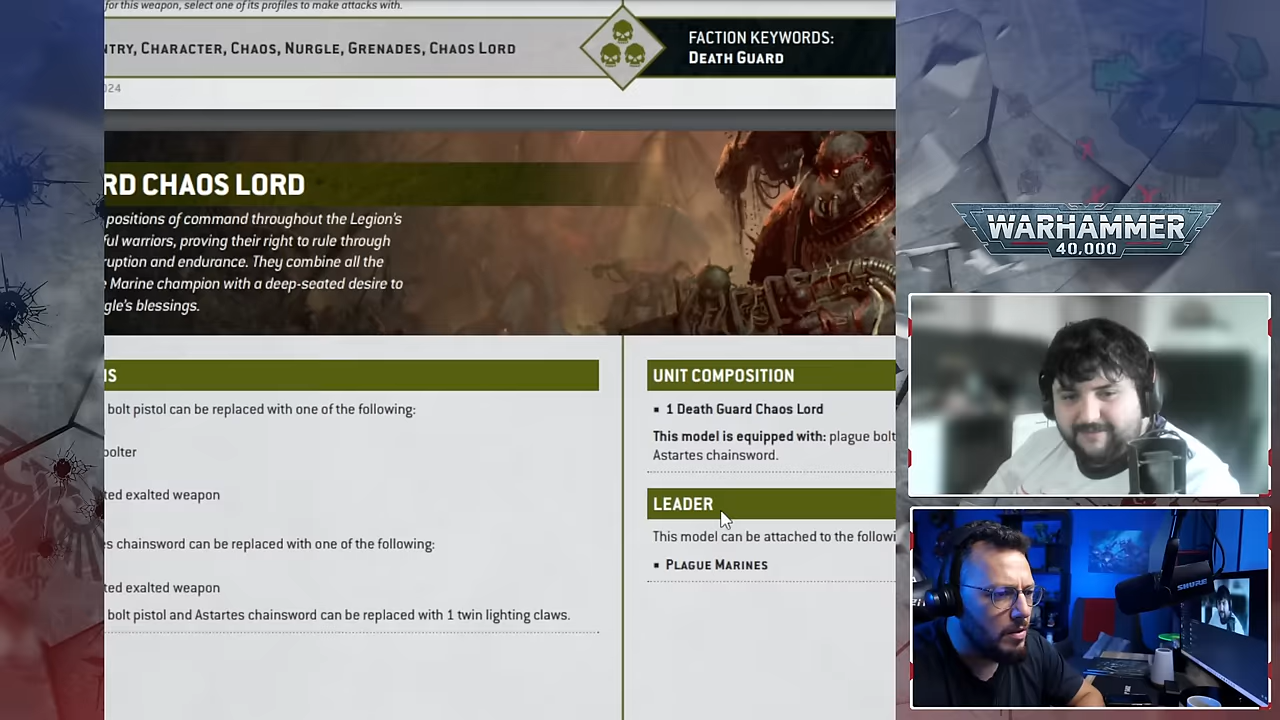 for this weapon, select one of its profiles to make attacks with.
NTRY, CHARACTER, CHAOS, NURGLE, GRENADES, CHAOS LORD
FACTION KEYWORDS:
DEATH GUARD
024
RD CHAOS LORD
positions of command throughout the Legion's
ful warriors, proving their right to rule through
ruption and endurance. They combine all the
e Marine champion with a deep-seated desire to
gle's blessings.
NS
bolt pistol can be replaced with one of the following:
bolter
ted exalted weapon
es chainsword can be replaced with one of the following:
ted exalted weapon
bolt pistol and Astartes chainsword can be replaced with 1 twin lighting claws.
UNIT COMPOSITION
▪ 1 Death Guard Chaos Lord
This model is equipped with: plague bolt
Astartes chainsword.
LEADER
This model can be attached to the followi
▪ PLAGUE MARINES
WARHAMMER
40,000
SHURE